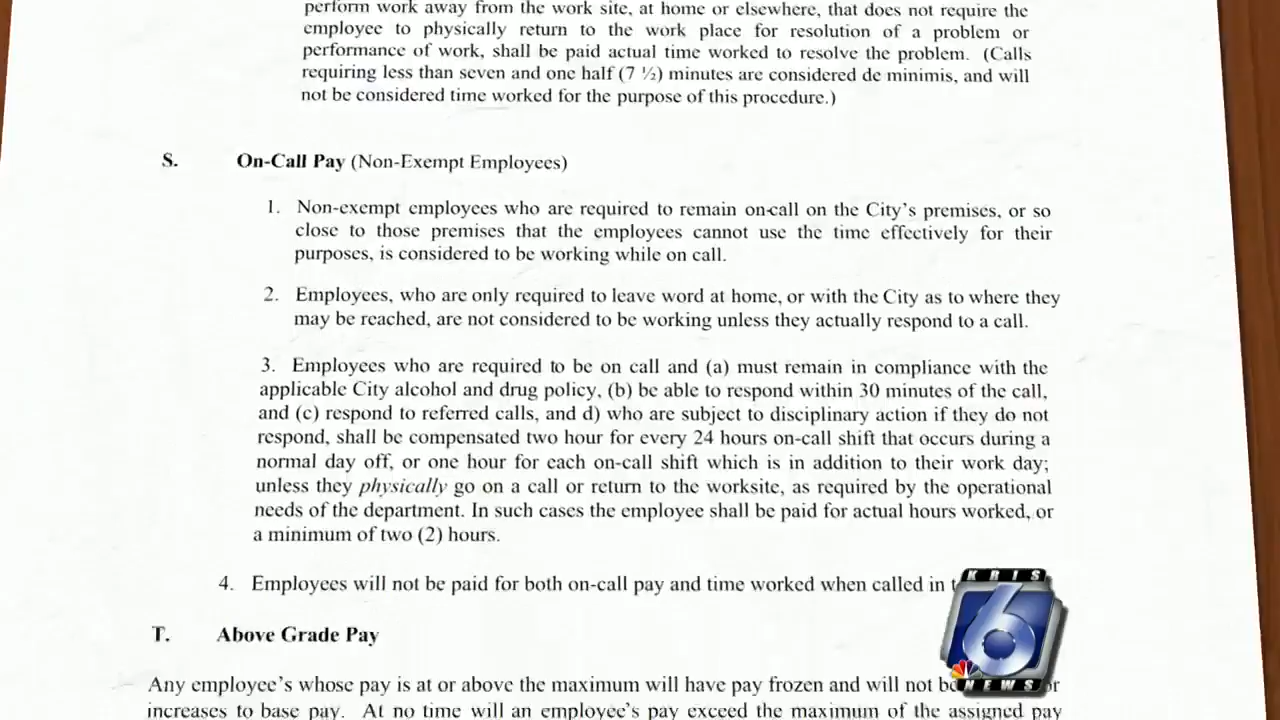 perform work away from the work site, at home or elsewhere, that does not require the
employee to physically return to the work place for resolution of a problem or
performance of work, shall be paid actual time worked to resolve the problem. (Calls
requiring less than seven and one half (7 ½) minutes are considered de minimis, and will
not be considered time worked for the purpose of this procedure.)
S. On-Call Pay (Non-Exempt Employees)
1. Non-exempt employees who are required to remain on-call on the City's premises, or so
close to those premises that the employees cannot use the time effectively for their
purposes, is considered to be working while on call.
2. Employees, who are only required to leave word at home, or with the City as to where they
may be reached, are not considered to be working unless they actually respond to a call.
3. Employees who are required to be on call and (a) must remain in compliance with the
applicable City alcohol and drug policy, (b) be able to respond within 30 minutes of the call,
and (c) respond to referred calls, and d) who are subject to disciplinary action if they do not
respond, shall be compensated two hour for every 24 hours on-call shift that occurs during a
normal day off, or one hour for each on-call shift which is in addition to their work day;
unless they physically go on a call or return to the worksite, as required by the operational
needs of the department. In such cases the employee shall be paid for actual hours worked, or
a minimum of two (2) hours.
4. Employees will not be paid for both on-call pay and time worked when called in
T. Above Grade Pay
Any employee's whose pay is at or above the maximum will have pay frozen and will not
increases to base pay. At no time will an employee's pay exceed the maximum of the assigned pay
KRIS
6
NEWS